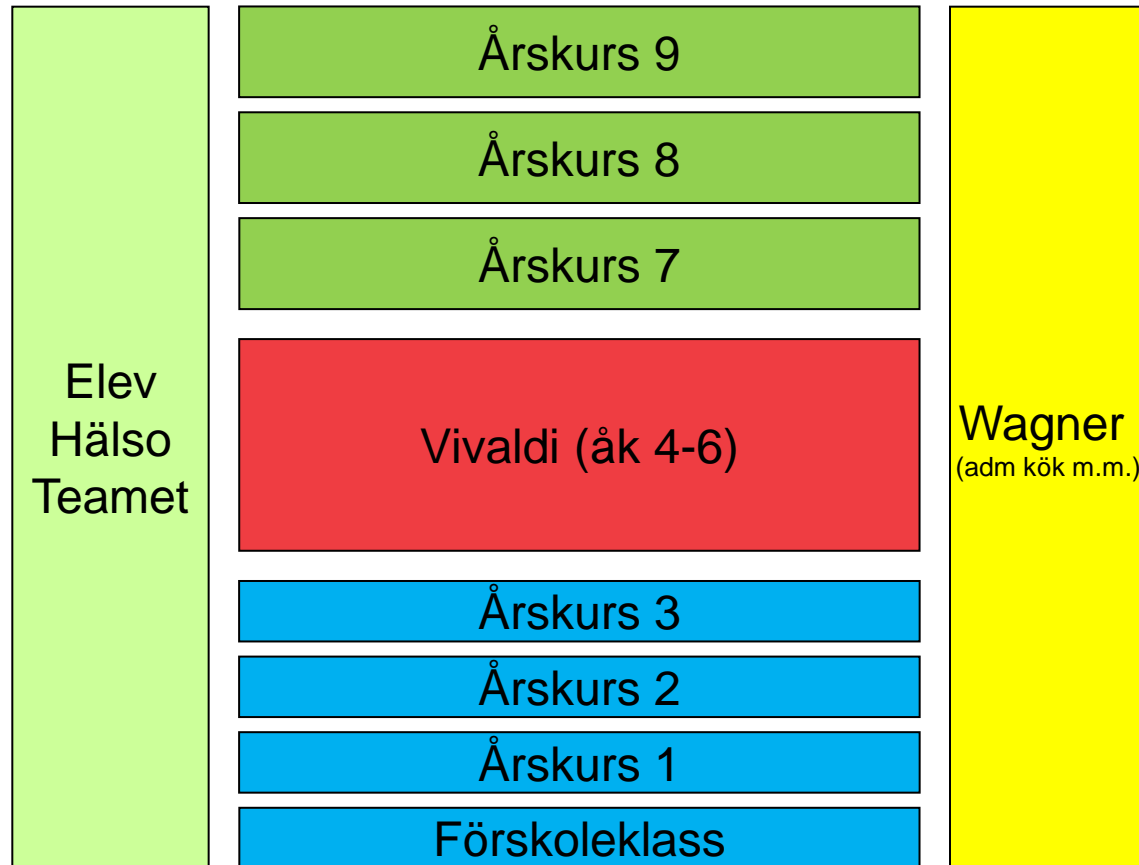 Årskurs 9
Årskurs 8
Årskurs 7
Elev
Hälso
Teamet
Vivaldi (åk 4-6)
Wagner
(adm kök m.m.)
Årskurs 3
Årskurs 2
Årskurs 1
Förskoleklass